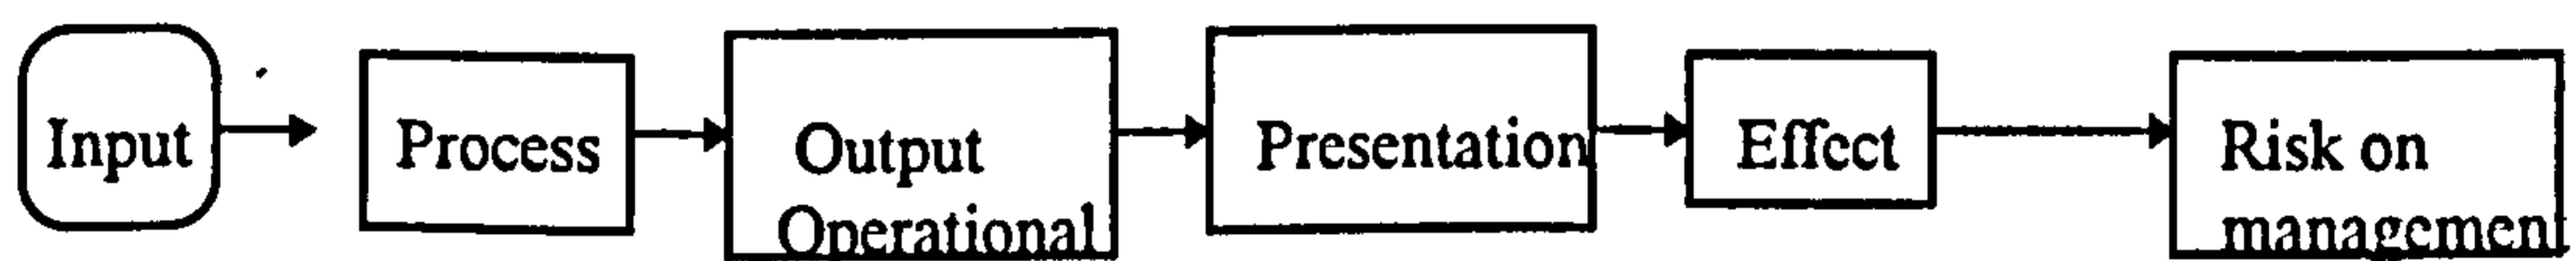 Input
Process
Output
Operational
Presentation
Effect
Risk on
management